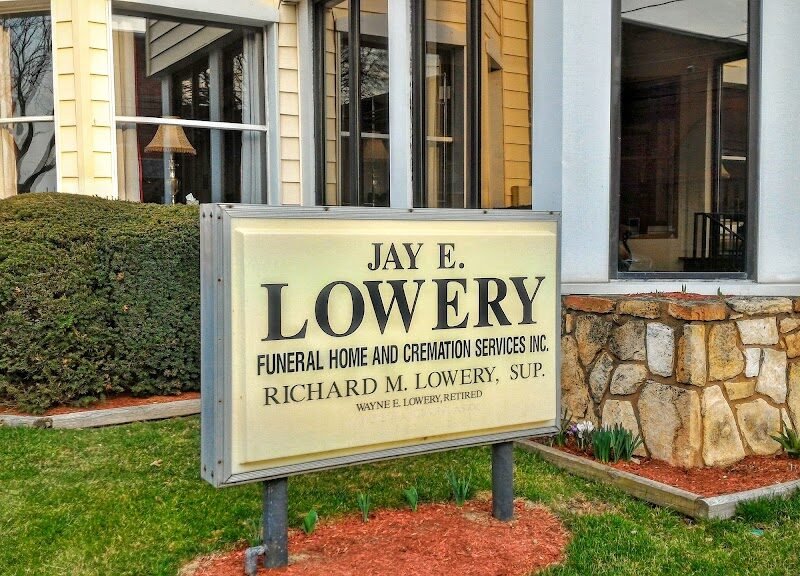 JAY E.
LOWERY
FUNERAL HOME AND CREMATION SERVICES INC.
RICHARD M. LOWERY, SUP.
WAYNE E. LOWERY, RETIRED